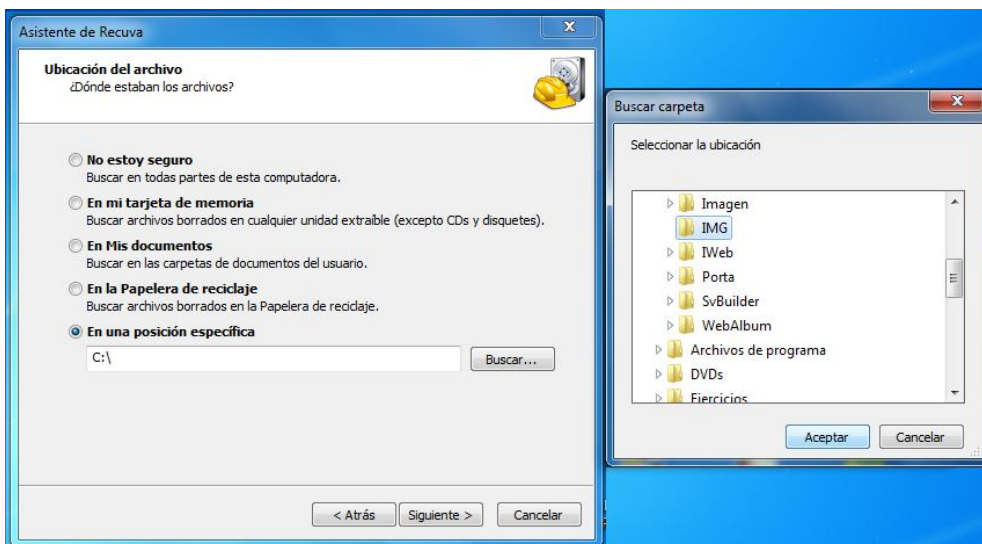 Asistente de Recuva
x
Ubicación del archivo
¿Dónde estaban los archivos?
No estoy seguro
Buscar en todas partes de esta computadora.
En mi tarjeta de memoria
Buscar archivos borrados en cualquier unidad extraíble (excepto CDs y disquetes).
En Mis documentos
Buscar en las carpetas de documentos del usuario.
En la Papelera de reciclaje
Buscar archivos borrados en la Papelera de reciclaje.
En una posición específica
C:\
Buscar...
< Atrás
Siguiente >
Cancelar
Buscar carpeta
x
Seleccionar la ubicación
Imagen
IMG
IWeb
Porta
SvBuilder
WebAlbum
Archivos de programa
DVDs
Ejercicios
Aceptar
Cancelar